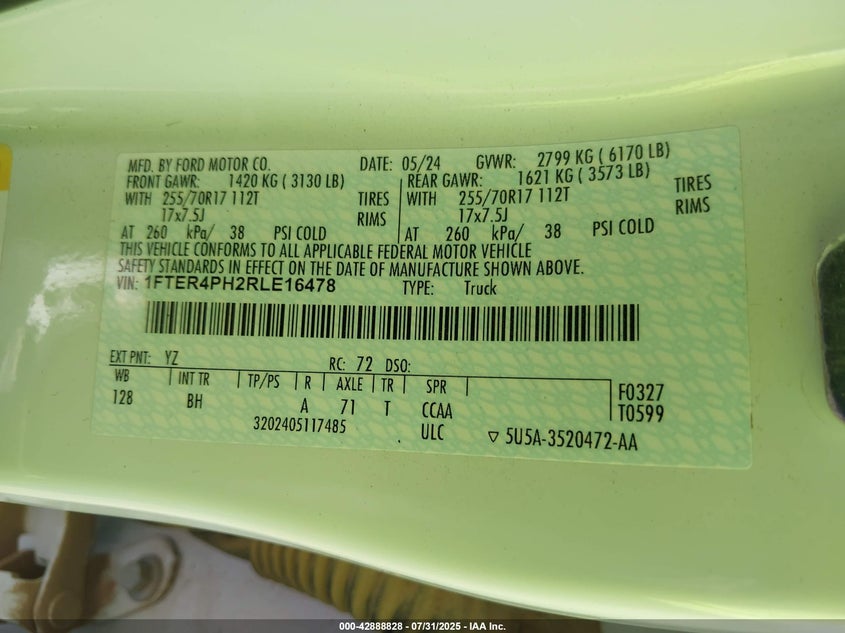 MFD. BY FORD MOTOR CO. DATE: 05/24 GVWR: 2799 KG ( 6170 LB)
FRONT GAWR: 1420 KG ( 3130 LB) REAR GAWR: 1621 KG ( 3573 LB)
WITH 255/70R17 112T TIRES WITH 255/70R17 112T TIRES
17x7.5J RIMS 17x7.5J RIMS
AT 260 kPa/ 38 PSI COLD AT 260 kPa/ 38 PSI COLD
THIS VEHICLE CONFORMS TO ALL APPLICABLE FEDERAL MOTOR VEHICLE
SAFETY STANDARDS IN EFFECT ON THE DATE OF MANUFACTURE SHOWN ABOVE.
VIN: 1FTER4PH2RLE16478 TYPE: Truck
EXT PNT: YZ RC: 72 DSO:
WB INT TR TP/PS R AXLE TR SPR F0327
128 BH A 71 T CCAA T0599
3202405117485 ULC ▽ 5U5A-3520472-AA
000-42888828 - 07/31/2025 - IAA Inc.